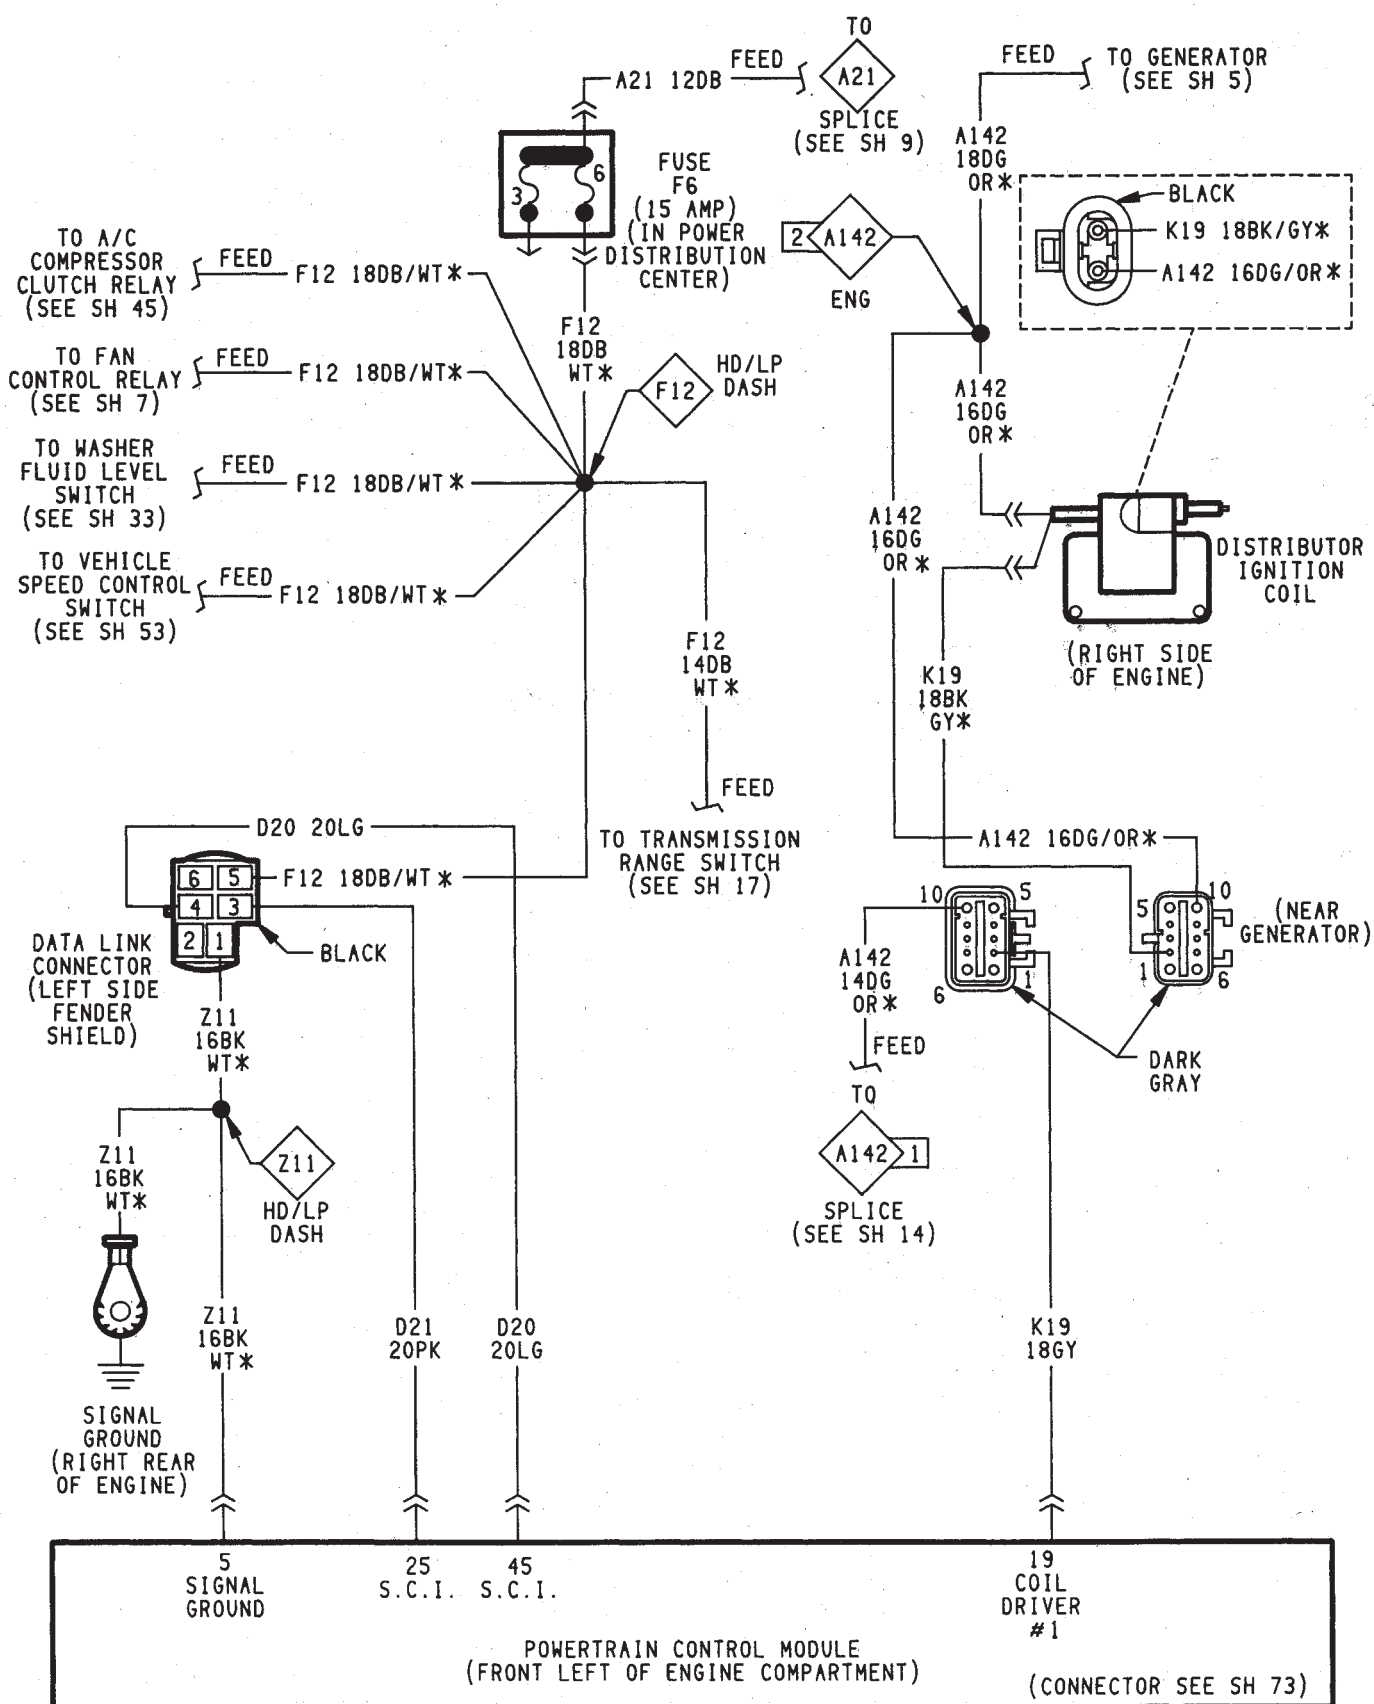 TO
A21 12DB
FEED
A21
SPLICE
(SEE SH 9)
FEED
TO GENERATOR
(SEE SH 5)
A142
18DG
OR*
3
6
FUSE
F6
(15 AMP)
(IN POWER
DISTRIBUTION
CENTER)
2
A142
ENG
BLACK
K19 18BK/GY*
A142 16DG/OR*
TO A/C
COMPRESSOR
CLUTCH RELAY
(SEE SH 45)
FEED
F12 18DB/WT*
TO FAN
CONTROL RELAY
(SEE SH 7)
FEED
F12 18DB/WT*
TO WASHER
FLUID LEVEL
SWITCH
(SEE SH 33)
FEED
F12 18DB/WT*
TO VEHICLE
SPEED CONTROL
SWITCH
(SEE SH 53)
FEED
F12 18DB/WT*
F12
18DB
WT*
F12
HD/LP
DASH
A142
16DG
OR*
A142
16DG
OR*
DISTRIBUTOR
IGNITION
COIL
(RIGHT SIDE
OF ENGINE)
F12
14DB
WT*
K19
18BK
GY*
FEED
TO TRANSMISSION
RANGE SWITCH
(SEE SH 17)
D20 20LG
A142 16DG/OR*
6
5
4
3
2
1
F12 18DB/WT*
BLACK
DATA LINK
CONNECTOR
(LEFT SIDE
FENDER
SHIELD)
10
5
6
1
5
10
1
6
(NEAR
GENERATOR)
A142
14DG
OR*
FEED
DARK
GRAY
TO
A142
1
SPLICE
(SEE SH 14)
Z11
16BK
WT*
Z11
HD/LP
DASH
Z11
16BK
WT*
Z11
16BK
WT*
D21
20PK
D20
20LG
K19
18GY
SIGNAL
GROUND
(RIGHT REAR
OF ENGINE)
5
SIGNAL
GROUND
25
S.C.I.
45
S.C.I.
19
COIL
DRIVER
#1
POWERTRAIN CONTROL MODULE
(FRONT LEFT OF ENGINE COMPARTMENT)
(CONNECTOR SEE SH 73)